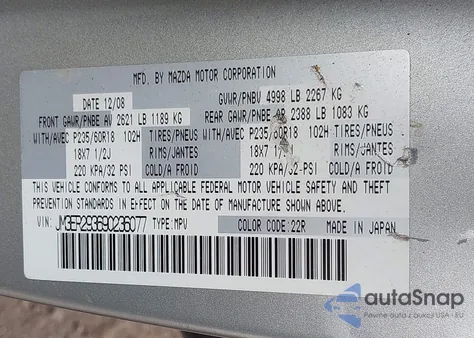 MFD. BY MAZDA MOTOR CORPORATION
DATE 12/08
GVWR/PNBV 4998 LB 2267 KG
FRONT GAWR/PNBE AV 2621 LB 1189 KG
REAR GAWR/PNBE AR 2388 LB 1083 KG
WITH/AVEC P235/60R18 102H TIRES/PNEUS
WITH/AVEC P235/60R18 102H TIRES/PNEUS
18X7 1/2J RIMS/JANTES
18X7 1/2J RIMS/JANTES
220 KPA/32 PSI COLD/A FROID
220 KPA/32 PSI COLD/A FROID
THIS VEHICLE CONFORMS TO ALL APPLICABLE FEDERAL MOTOR VEHICLE SAFETY AND THEFT
PREVENTION STANDARDS IN EFFECT ON THE DATE OF MANUFACTURE SHOWN ABOVE.
VIN: TYPE:MPV COLOR CODE:22R MADE IN JAPAN
autoSnap
Pewne auta z aukcji USA i EU